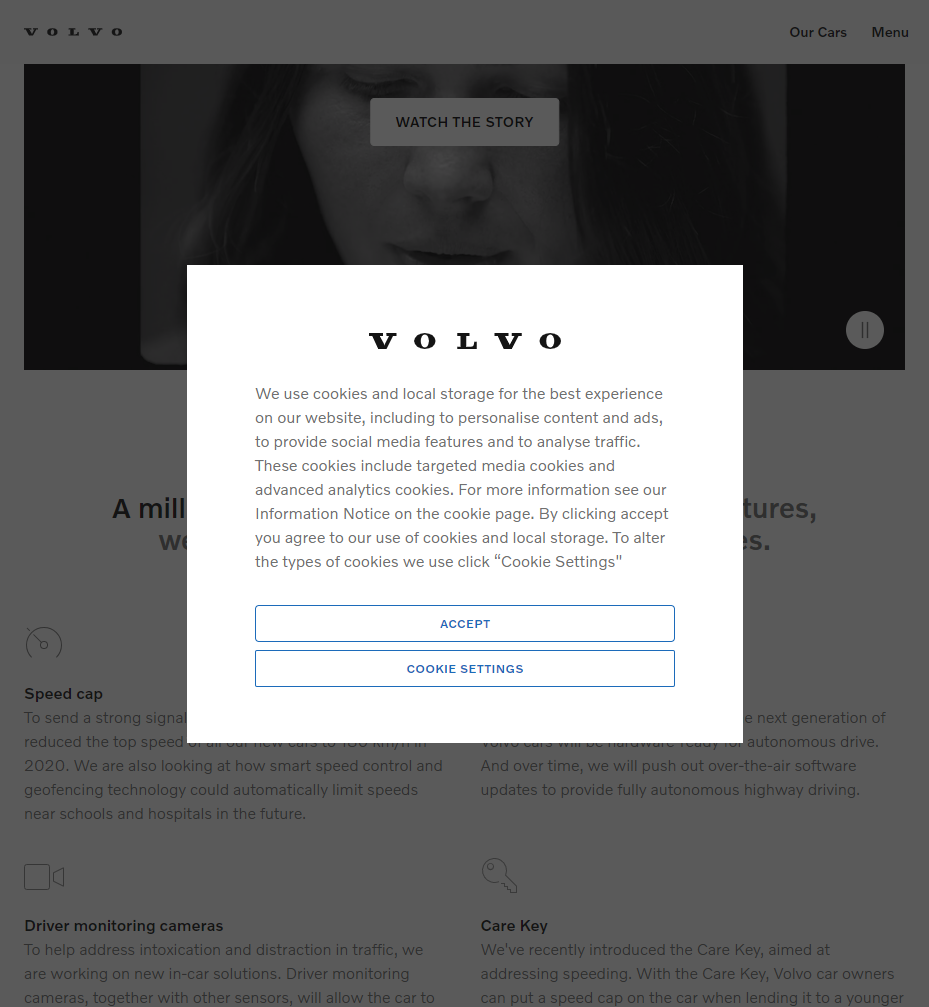 VOLVO
Our Cars
Menu
WATCH THE STORY
VOLVO
We use cookies and local storage for the best experience
on our website, including to personalise content and ads,
to provide social media features and to analyse traffic.
These cookies include targeted media cookies and
advanced analytics cookies. For more information see our
Information Notice on the cookie page. By clicking accept
you agree to our use of cookies and local storage. To alter
the types of cookies we use click “Cookie Settings"
ACCEPT
COOKIE SETTINGS
A mill
tures,
we
es.
Speed cap
To send a strong signal
reduced the top speed of all our new cars to 180 km/h in
2020. We are also looking at how smart speed control and
geofencing technology could automatically limit speeds
near schools and hospitals in the future.
e next generation of
Volvo cars will be hardware ready for autonomous drive.
And over time, we will push out over-the-air software
updates to provide fully autonomous highway driving.
Driver monitoring cameras
To help address intoxication and distraction in traffic, we
are working on new in-car solutions. Driver monitoring
cameras, together with other sensors, will allow the car to
Care Key
We've recently introduced the Care Key, aimed at
addressing speeding. With the Care Key, Volvo car owners
can put a speed cap on the car when lending it to a younger